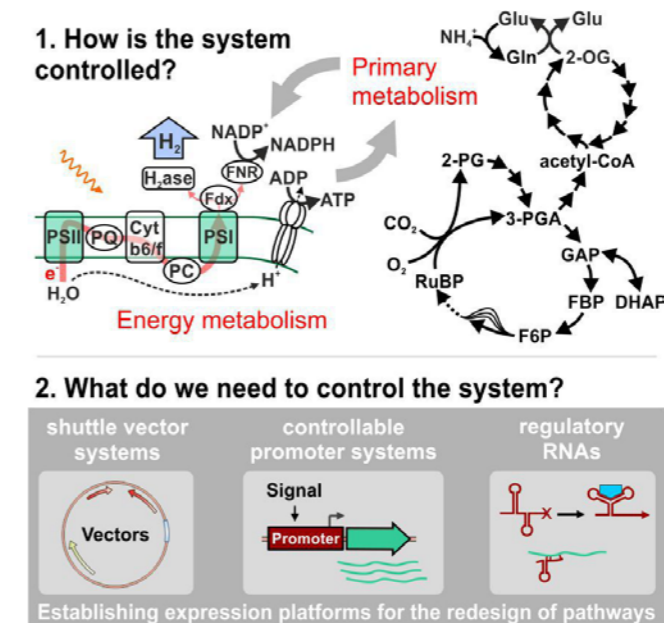 1. How is the system
controlled?
Primary
metabolism
NH₄⁺
Glu
Glu
Gln
2-OG
acetyl-CoA
2-PG
3-PGA
CO₂
O₂
RuBP
GAP
FBP
DHAP
F6P
H₂
NADP⁺
NADPH
H₂ase
FNR
ADP
ATP
Fdx
PSII
PQ
Cyt
b6/f
PSI
PC
e⁻
H₂O
H⁺
Energy metabolism
2. What do we need to control the system?
shuttle vector
systems
controllable
promoter systems
regulatory
RNAs
Vectors
Signal
Promoter
X
Establishing expression platforms for the redesign of pathways